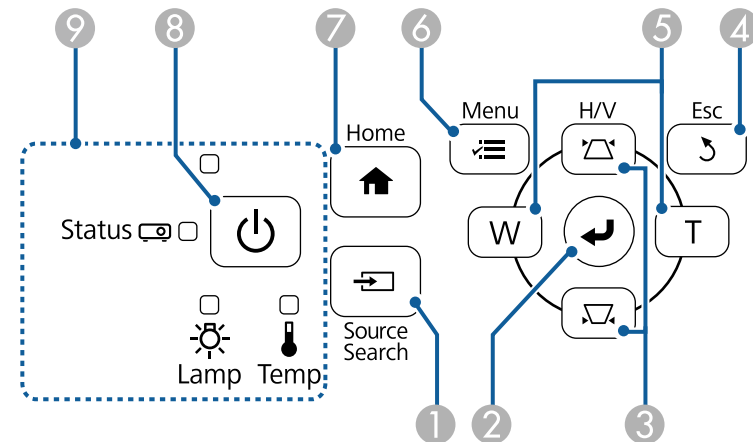 9 8 7 6 5 4
Menu H/V Esc
Home
Status W T
Source
Search
Lamp Temp
1 2 3